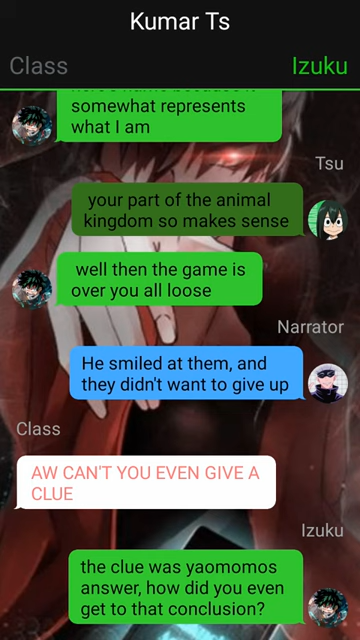 Kumar Ts
Class
Izuku
somewhat represents
what I am
Tsu
your part of the animal
kingdom so makes sense
well then the game is
over you all loose
Narrator
He smiled at them, and
they didn't want to give up
Class
AW CAN'T YOU EVEN GIVE A
CLUE
Izuku
the clue was yaomomos
answer, how did you even
get to that conclusion?